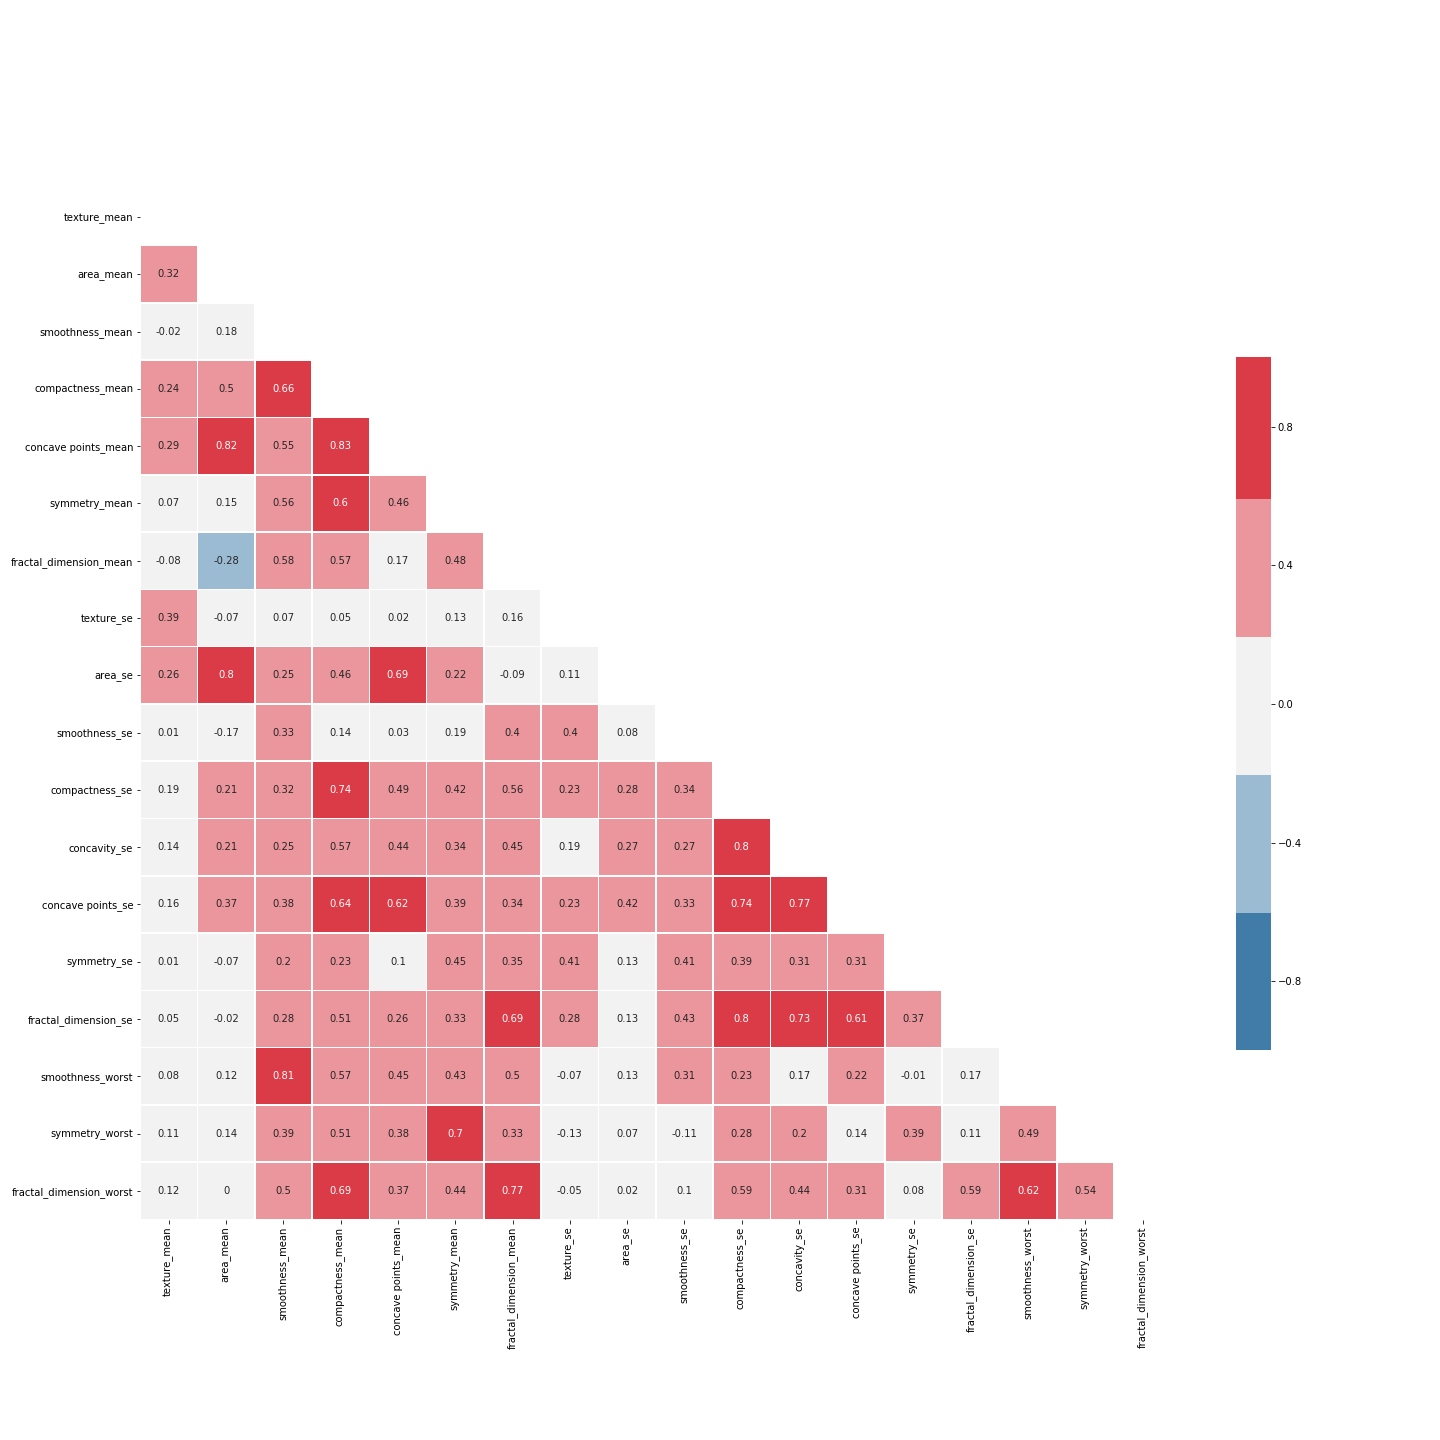 texture_mean
area_mean 0.32
smoothness_mean -0.02 0.18
compactness_mean 0.24 0.5 0.66
concave points_mean 0.29 0.82 0.55 0.83
symmetry_mean 0.07 0.15 0.56 0.6 0.46
fractal_dimension_mean -0.08 -0.28 0.58 0.57 0.17 0.48
texture_se 0.39 -0.07 0.07 0.05 0.02 0.13 0.16
area_se 0.26 0.8 0.25 0.46 0.69 0.22 -0.09 0.11
smoothness_se 0.01 -0.17 0.33 0.14 0.03 0.19 0.4 0.4 0.08
compactness_se 0.19 0.21 0.32 0.74 0.49 0.42 0.56 0.23 0.28 0.34
concavity_se 0.14 0.21 0.25 0.57 0.44 0.34 0.45 0.19 0.27 0.27 0.8
concave points_se 0.16 0.37 0.38 0.64 0.62 0.39 0.34 0.23 0.42 0.33 0.74 0.77
symmetry_se 0.01 -0.07 0.2 0.23 0.1 0.45 0.35 0.41 0.13 0.41 0.39 0.31 0.31
fractal_dimension_se 0.05 -0.02 0.28 0.51 0.26 0.33 0.69 0.28 0.13 0.43 0.8 0.73 0.61 0.37
smoothness_worst 0.08 0.12 0.81 0.57 0.45 0.43 0.5 -0.07 0.13 0.31 0.23 0.17 0.22 -0.01 0.17
symmetry_worst 0.11 0.14 0.39 0.51 0.38 0.7 0.33 -0.13 0.07 -0.11 0.28 0.2 0.14 0.39 0.11 0.49
fractal_dimension_worst 0.12 0 0.5 0.69 0.37 0.44 0.77 -0.05 0.02 0.1 0.59 0.44 0.31 0.08 0.59 0.62 0.54
texture_mean
area_mean
smoothness_mean
compactness_mean
concave points_mean
symmetry_mean
fractal_dimension_mean
texture_se
area_se
smoothness_se
compactness_se
concavity_se
concave points_se
symmetry_se
fractal_dimension_se
smoothness_worst
symmetry_worst
fractal_dimension_worst
0.8
0.4
0.0
−0.4
−0.8